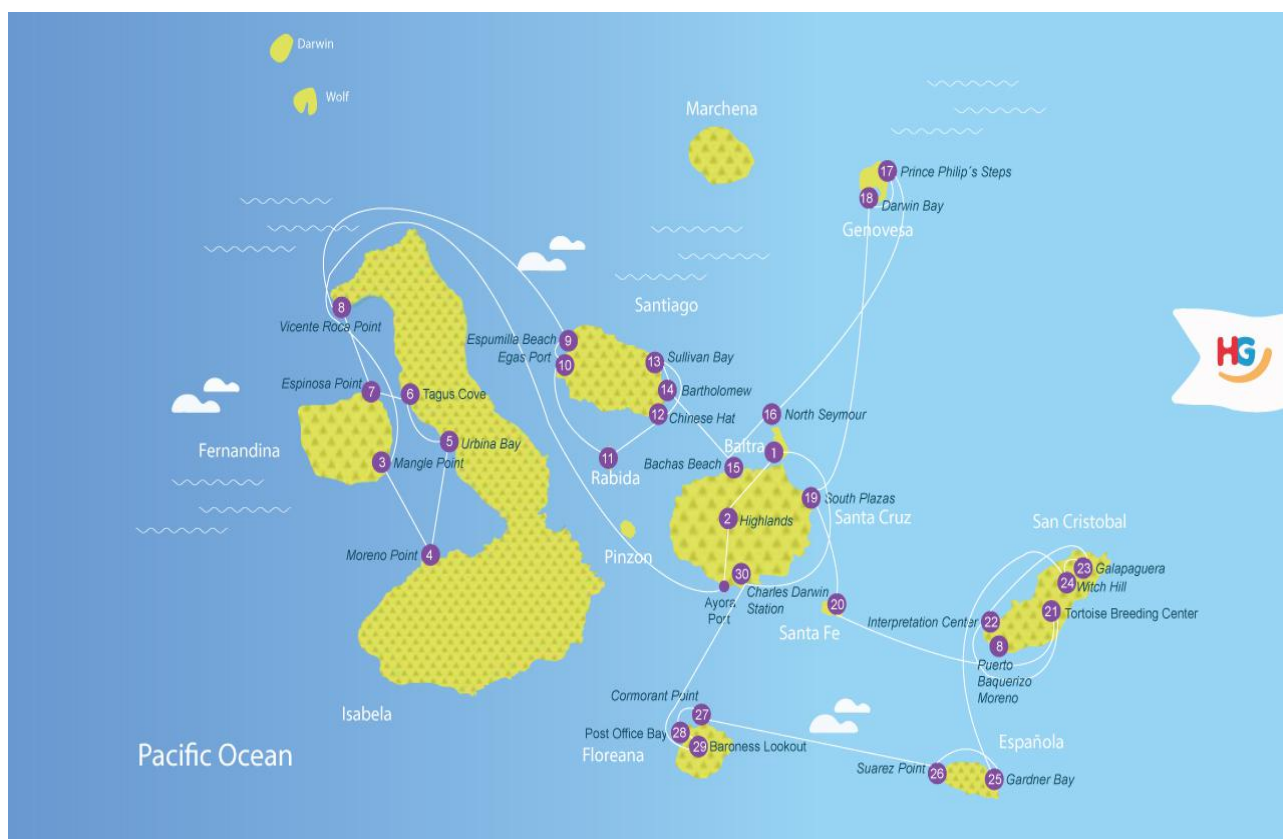 Darwin
Wolf
Marchena
17 Prince Philip´s Steps
18 Darwin Bay
Genovesa
Santiago
8
Vicente Roca Point
Espumilla Beach 9
Egas Port 10
13 Sullivan Bay
14 Bartholomew
12 Chinese Hat
HG
Espinosa Point 7
6 Tagus Cove
16 North Seymour
Baltra
1
Fernandina
5 Urbina Bay
3 Mangle Point
11
Rabida
Bachas Beach 15
19 South Plazas
2 Highlands
Santa Cruz
San Cristobal
Moreno Point 4
Pinzon
30
Charles Darwin
Station
Ayora
Port
20
Santa Fe
23 Galapaguera
24 Witch Hill
21 Tortoise Breeding Center
Interpretation Center 22
8
Puerto
Baquerizo
Moreno
Isabela
Cormorant Point
27
Post Office Bay 28
29 Baroness Lookout
Floreana
Española
Suarez Point 26
25 Gardner Bay
Pacific Ocean